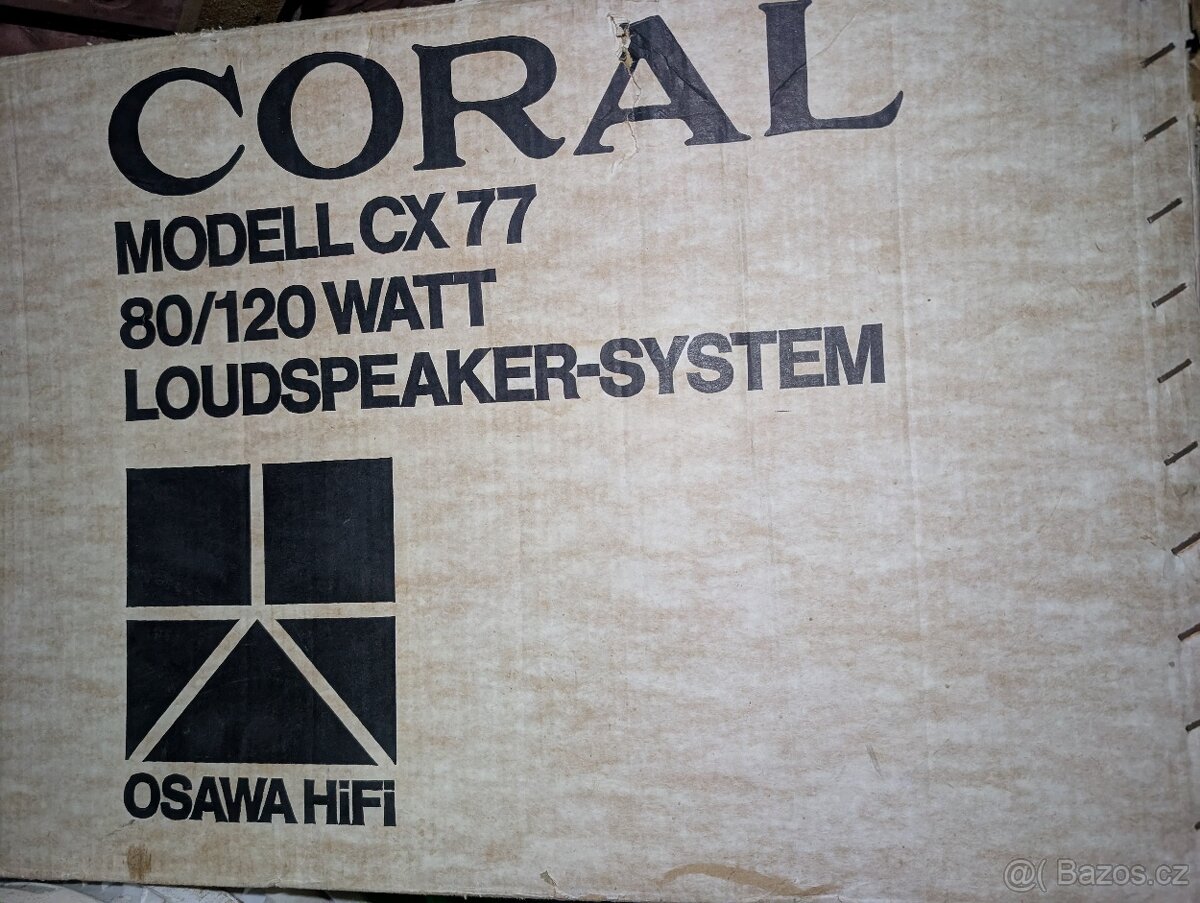 CORAL
MODELL CX 77
80/120 WATT
LOUDSPEAKER-SYSTEM
OSAWA HiFi
@( Bazos.cz